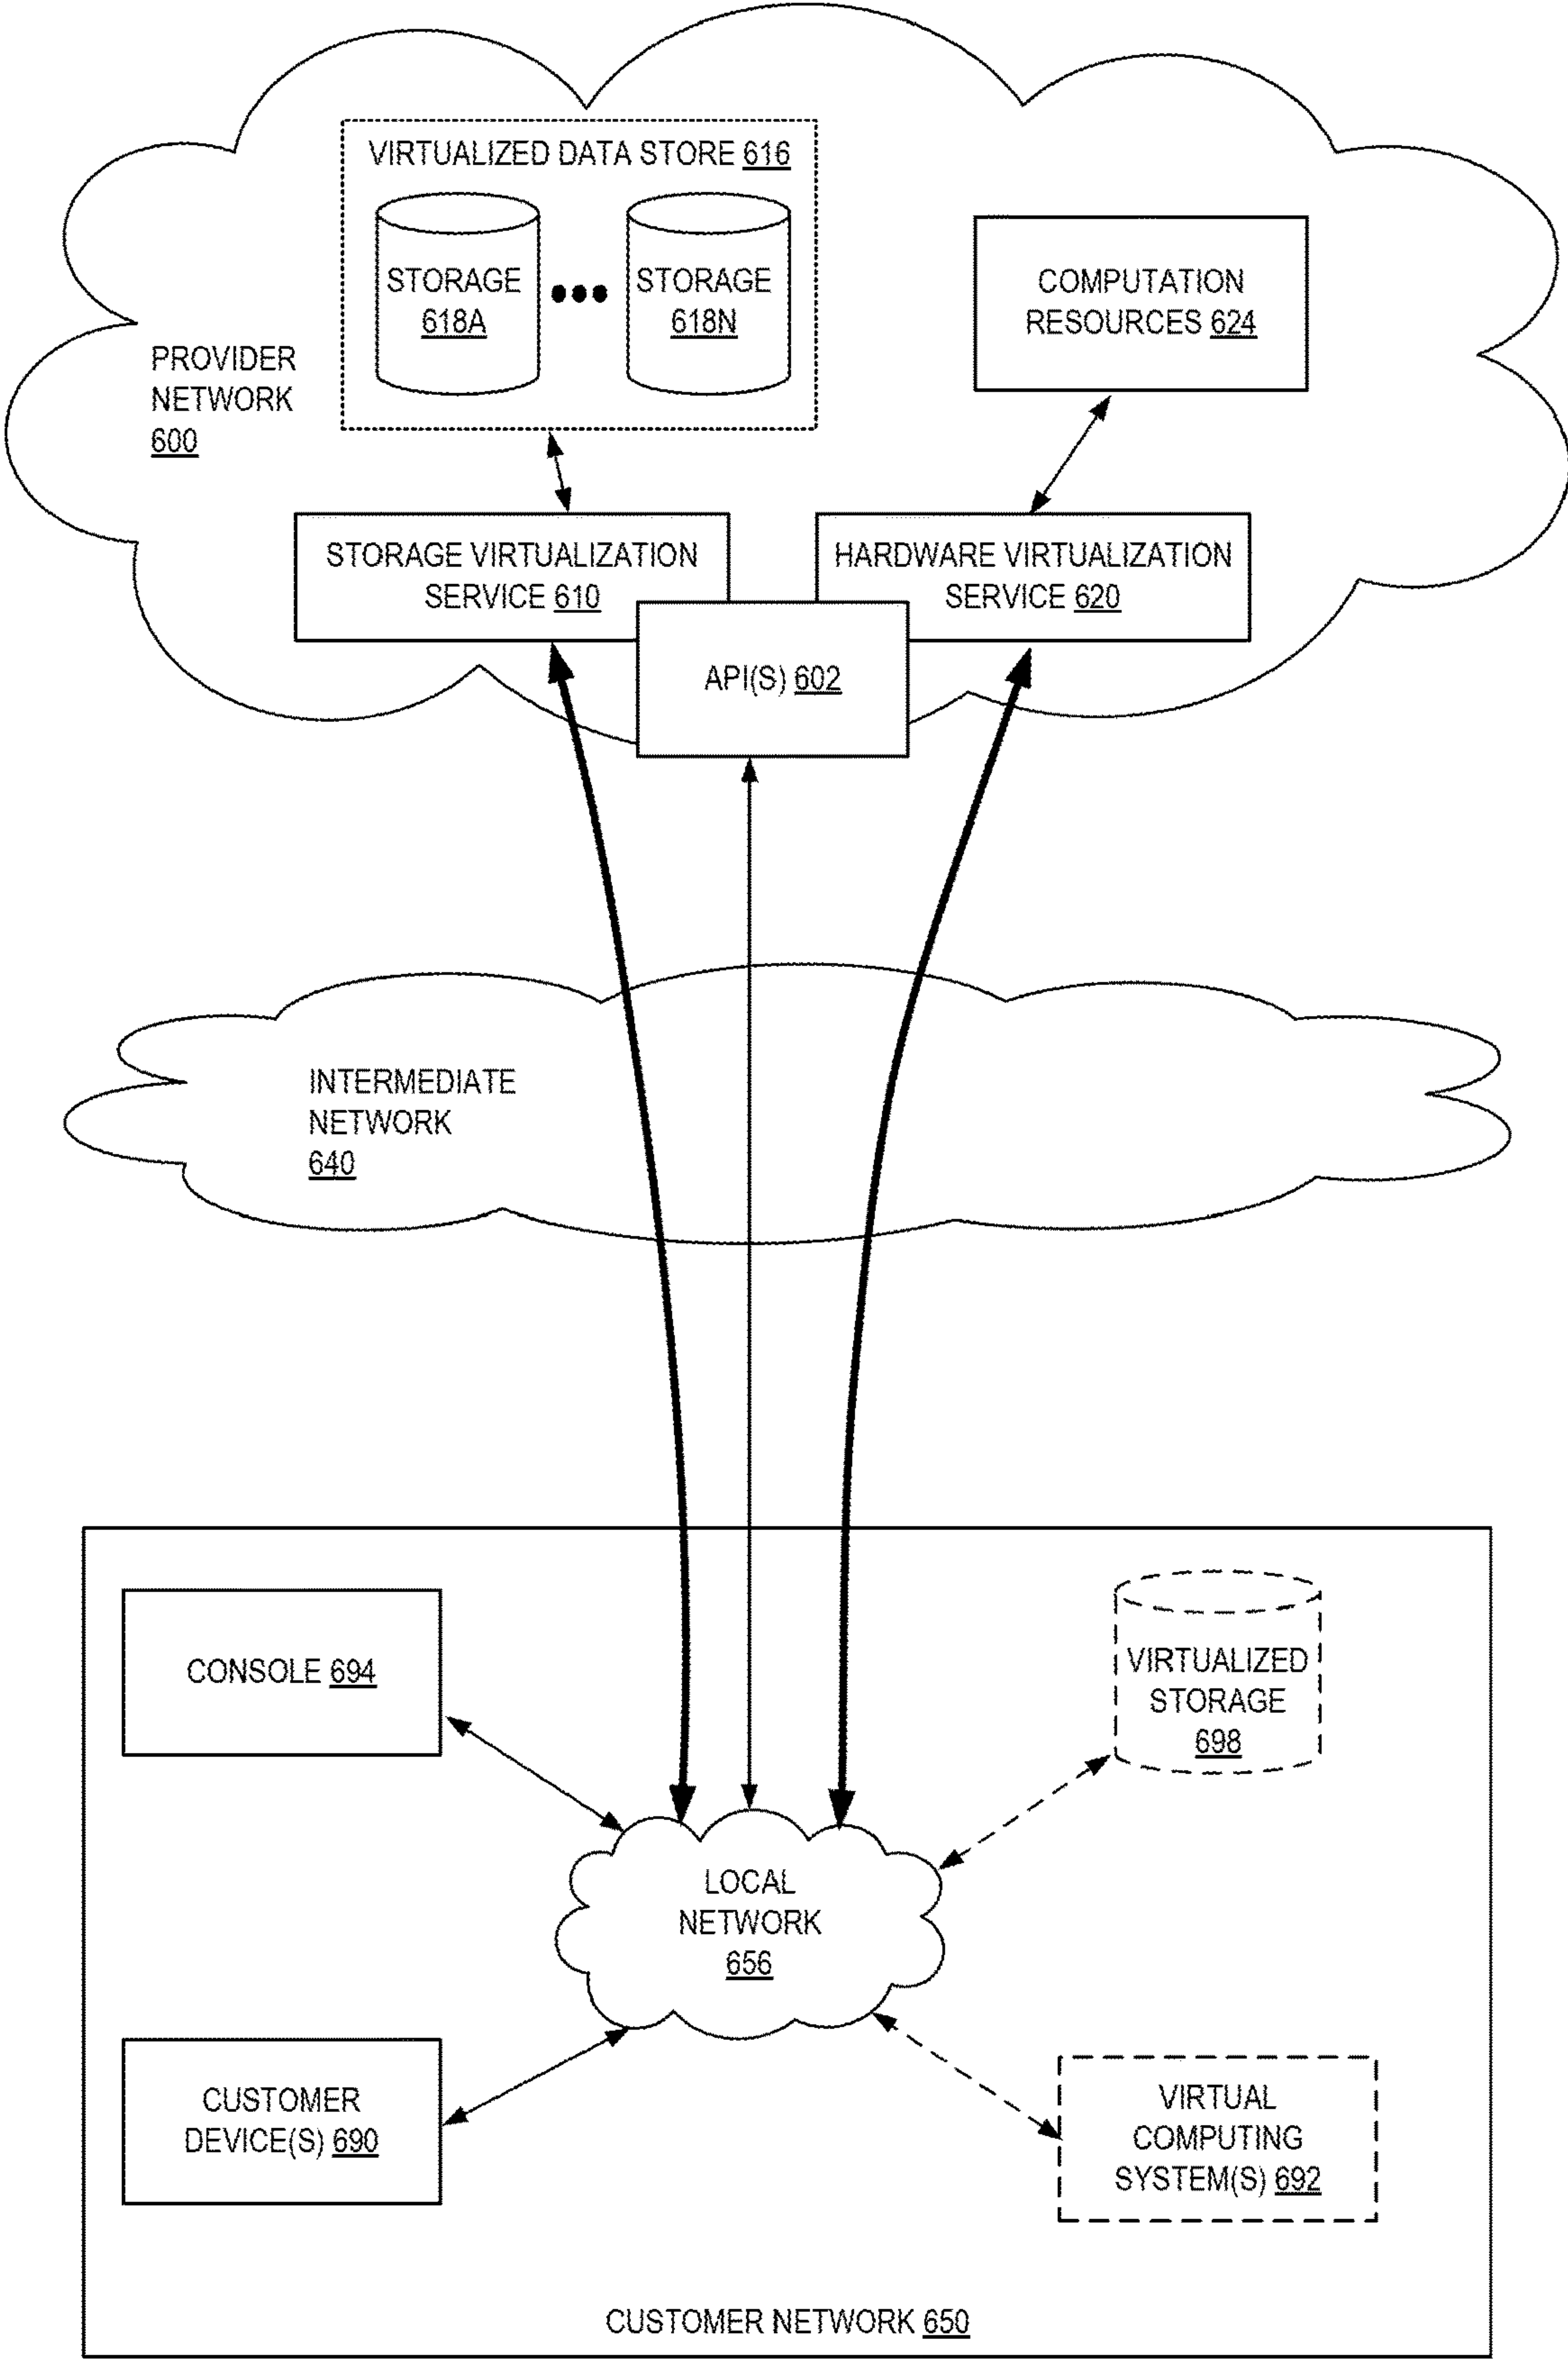 VIRTUALIZED DATA STORE 616
STORAGE
618A
STORAGE
618N
COMPUTATION
RESOURCES 624
PROVIDER
NETWORK
600
STORAGE VIRTUALIZATION
SERVICE 610
HARDWARE VIRTUALIZATION
SERVICE 620
API(S) 602
INTERMEDIATE
NETWORK
640
CONSOLE 694
VIRTUALIZED
STORAGE
698
LOCAL
NETWORK
656
CUSTOMER
DEVICE(S) 690
VIRTUAL
COMPUTING
SYSTEM(S) 692
CUSTOMER NETWORK 650